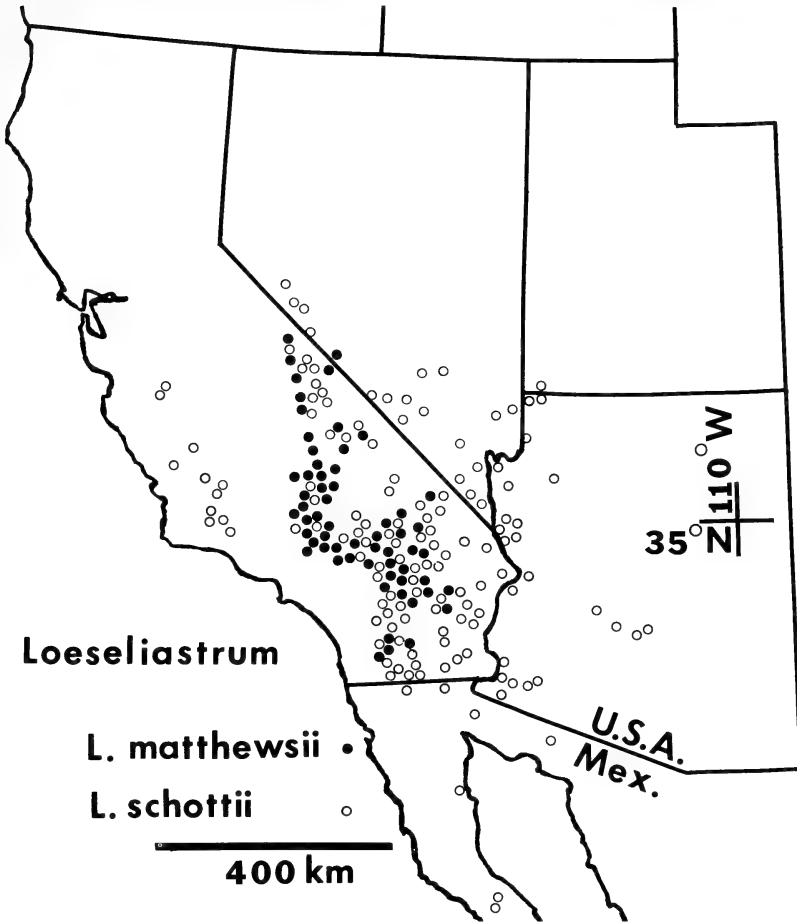 110 W
35 N
Loeseliastrum
U.S.A.
Mex.
L. matthewsii
L. schottii
400 km